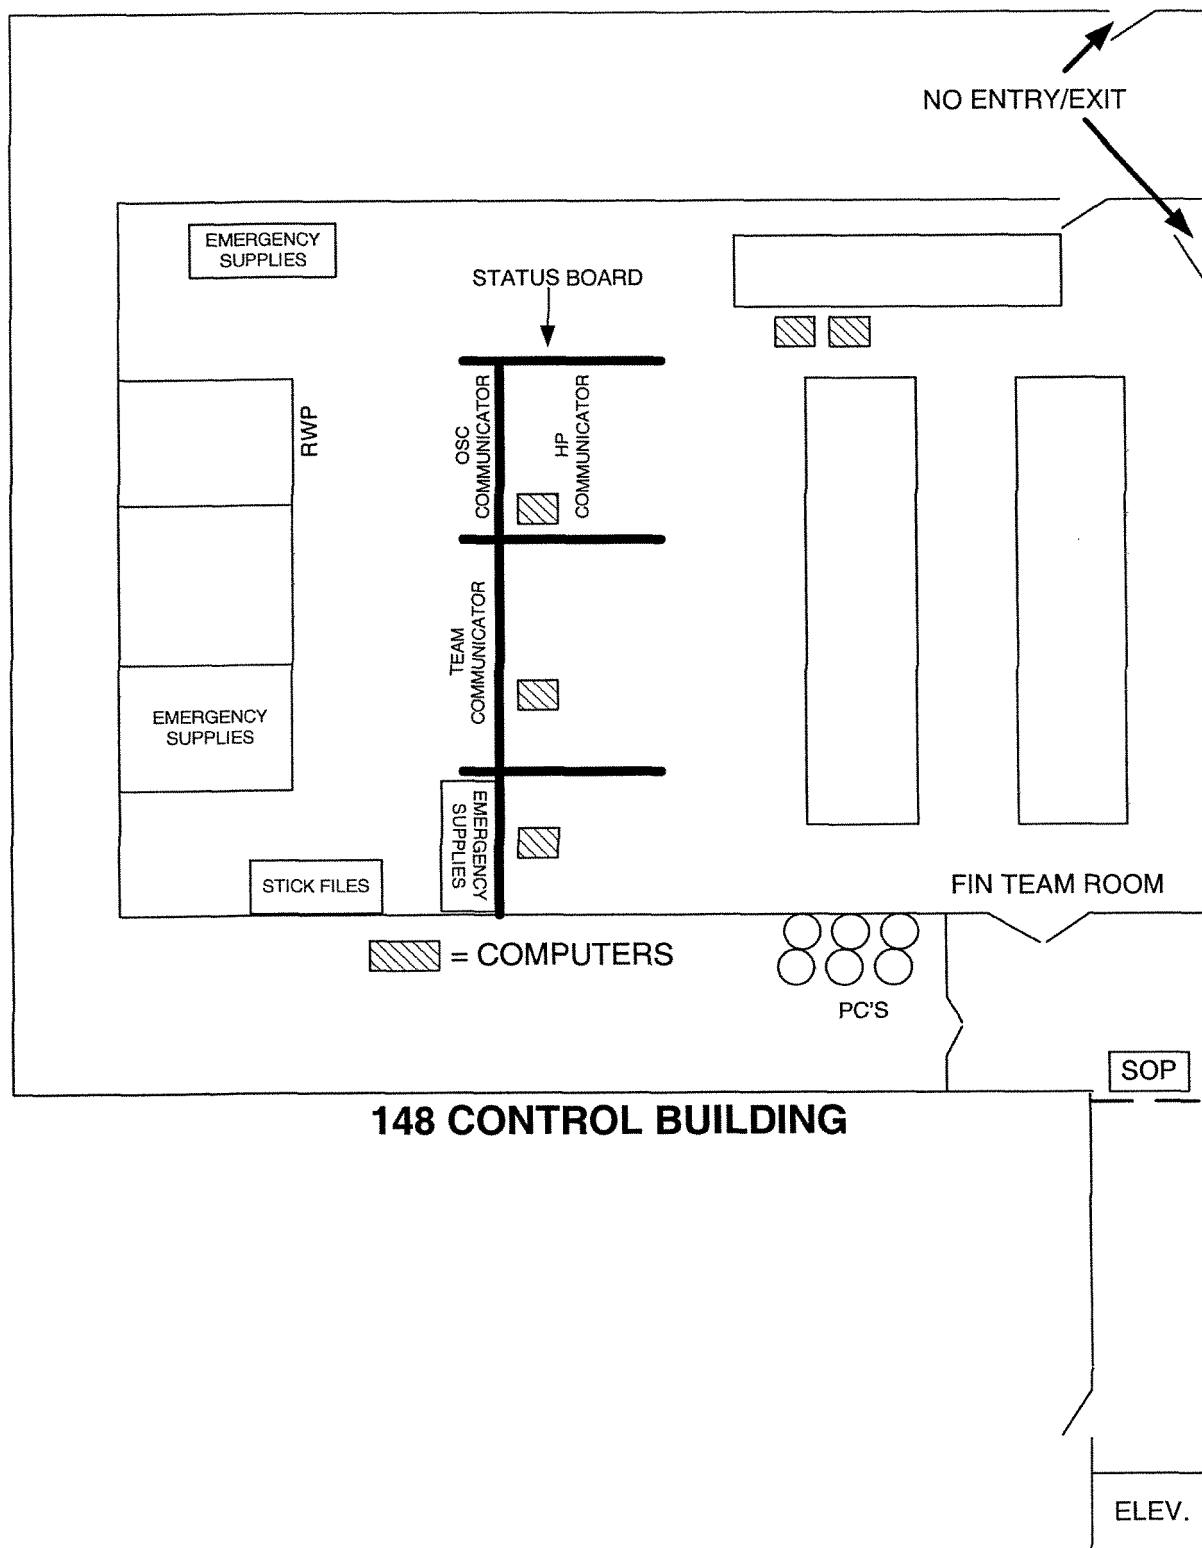 NO ENTRY/EXIT
EMERGENCY
SUPPLIES
STATUS BOARD
RWP
OSC
COMMUNICATOR
HP
COMMUNICATOR
TEAM
COMMUNICATOR
EMERGENCY
SUPPLIES
EMERGENCY
SUPPLIES
STICK FILES
FIN TEAM ROOM
= COMPUTERS
PC'S
SOP
148 CONTROL BUILDING
ELEV.